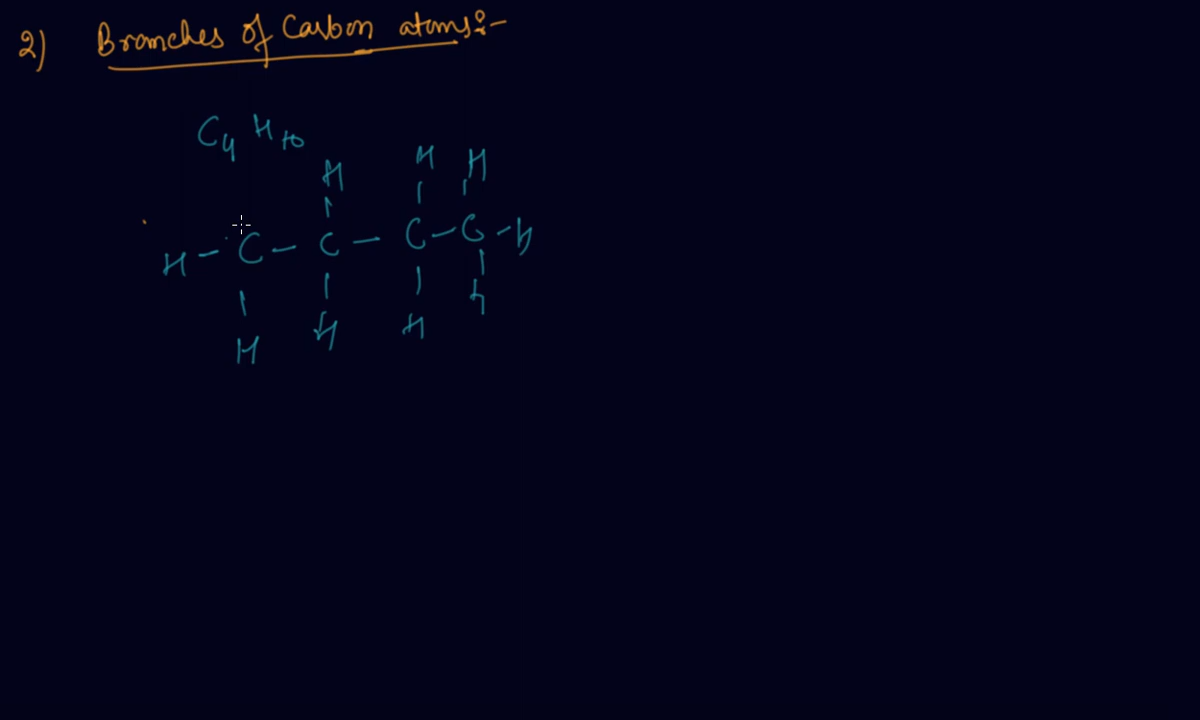 2) Branches of Carbon atoms:-
C4 H10
H H H
H - C - C - C - C - H
H H H H